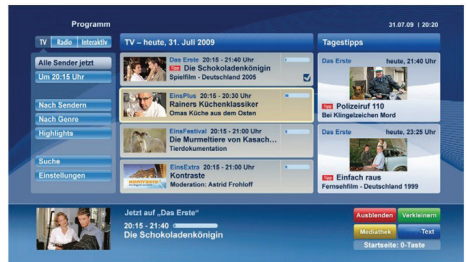 Programm
31.07.09 | 20:20
TV Radio Interaktiv
Alle Sender jetzt
Um 20:15 Uhr
Nach Sendern
Nach Genre
Highlights
Suche
Einstellungen
TV – heute, 31. Juli 2009
Das Erste 20:15 - 21:40 Uhr
Tipp Die Schokoladenkönigin
Spielfilm - Deutschland 2005
EinsPlus 20:15 - 20:30 Uhr
Rainers Küchenklassiker
Omas Küche aus dem Osten
EinsFestival 20:15 - 21:00 Uhr
Die Murmeltiere von Kasach...
Tierdokumentation
EinsExtra 20:15 - 21:00 Uhr
Kontraste
Moderation: Astrid Frohloff
kontraste
Tagestipps
Das Erste heute, 21:40 Uhr
Tipp Polizeiruf 110
Bei Klingelzeichen Mord
Das Erste heute, 23:25 Uhr
Tipp Einfach raus
Fernsehfilm - Deutschland 1999
Jetzt auf „Das Erste“
20:15 - 21:40
Die Schokoladenkönigin
Ausblenden Verkleinern
Mediathek Text
Startseite: 0-Taste